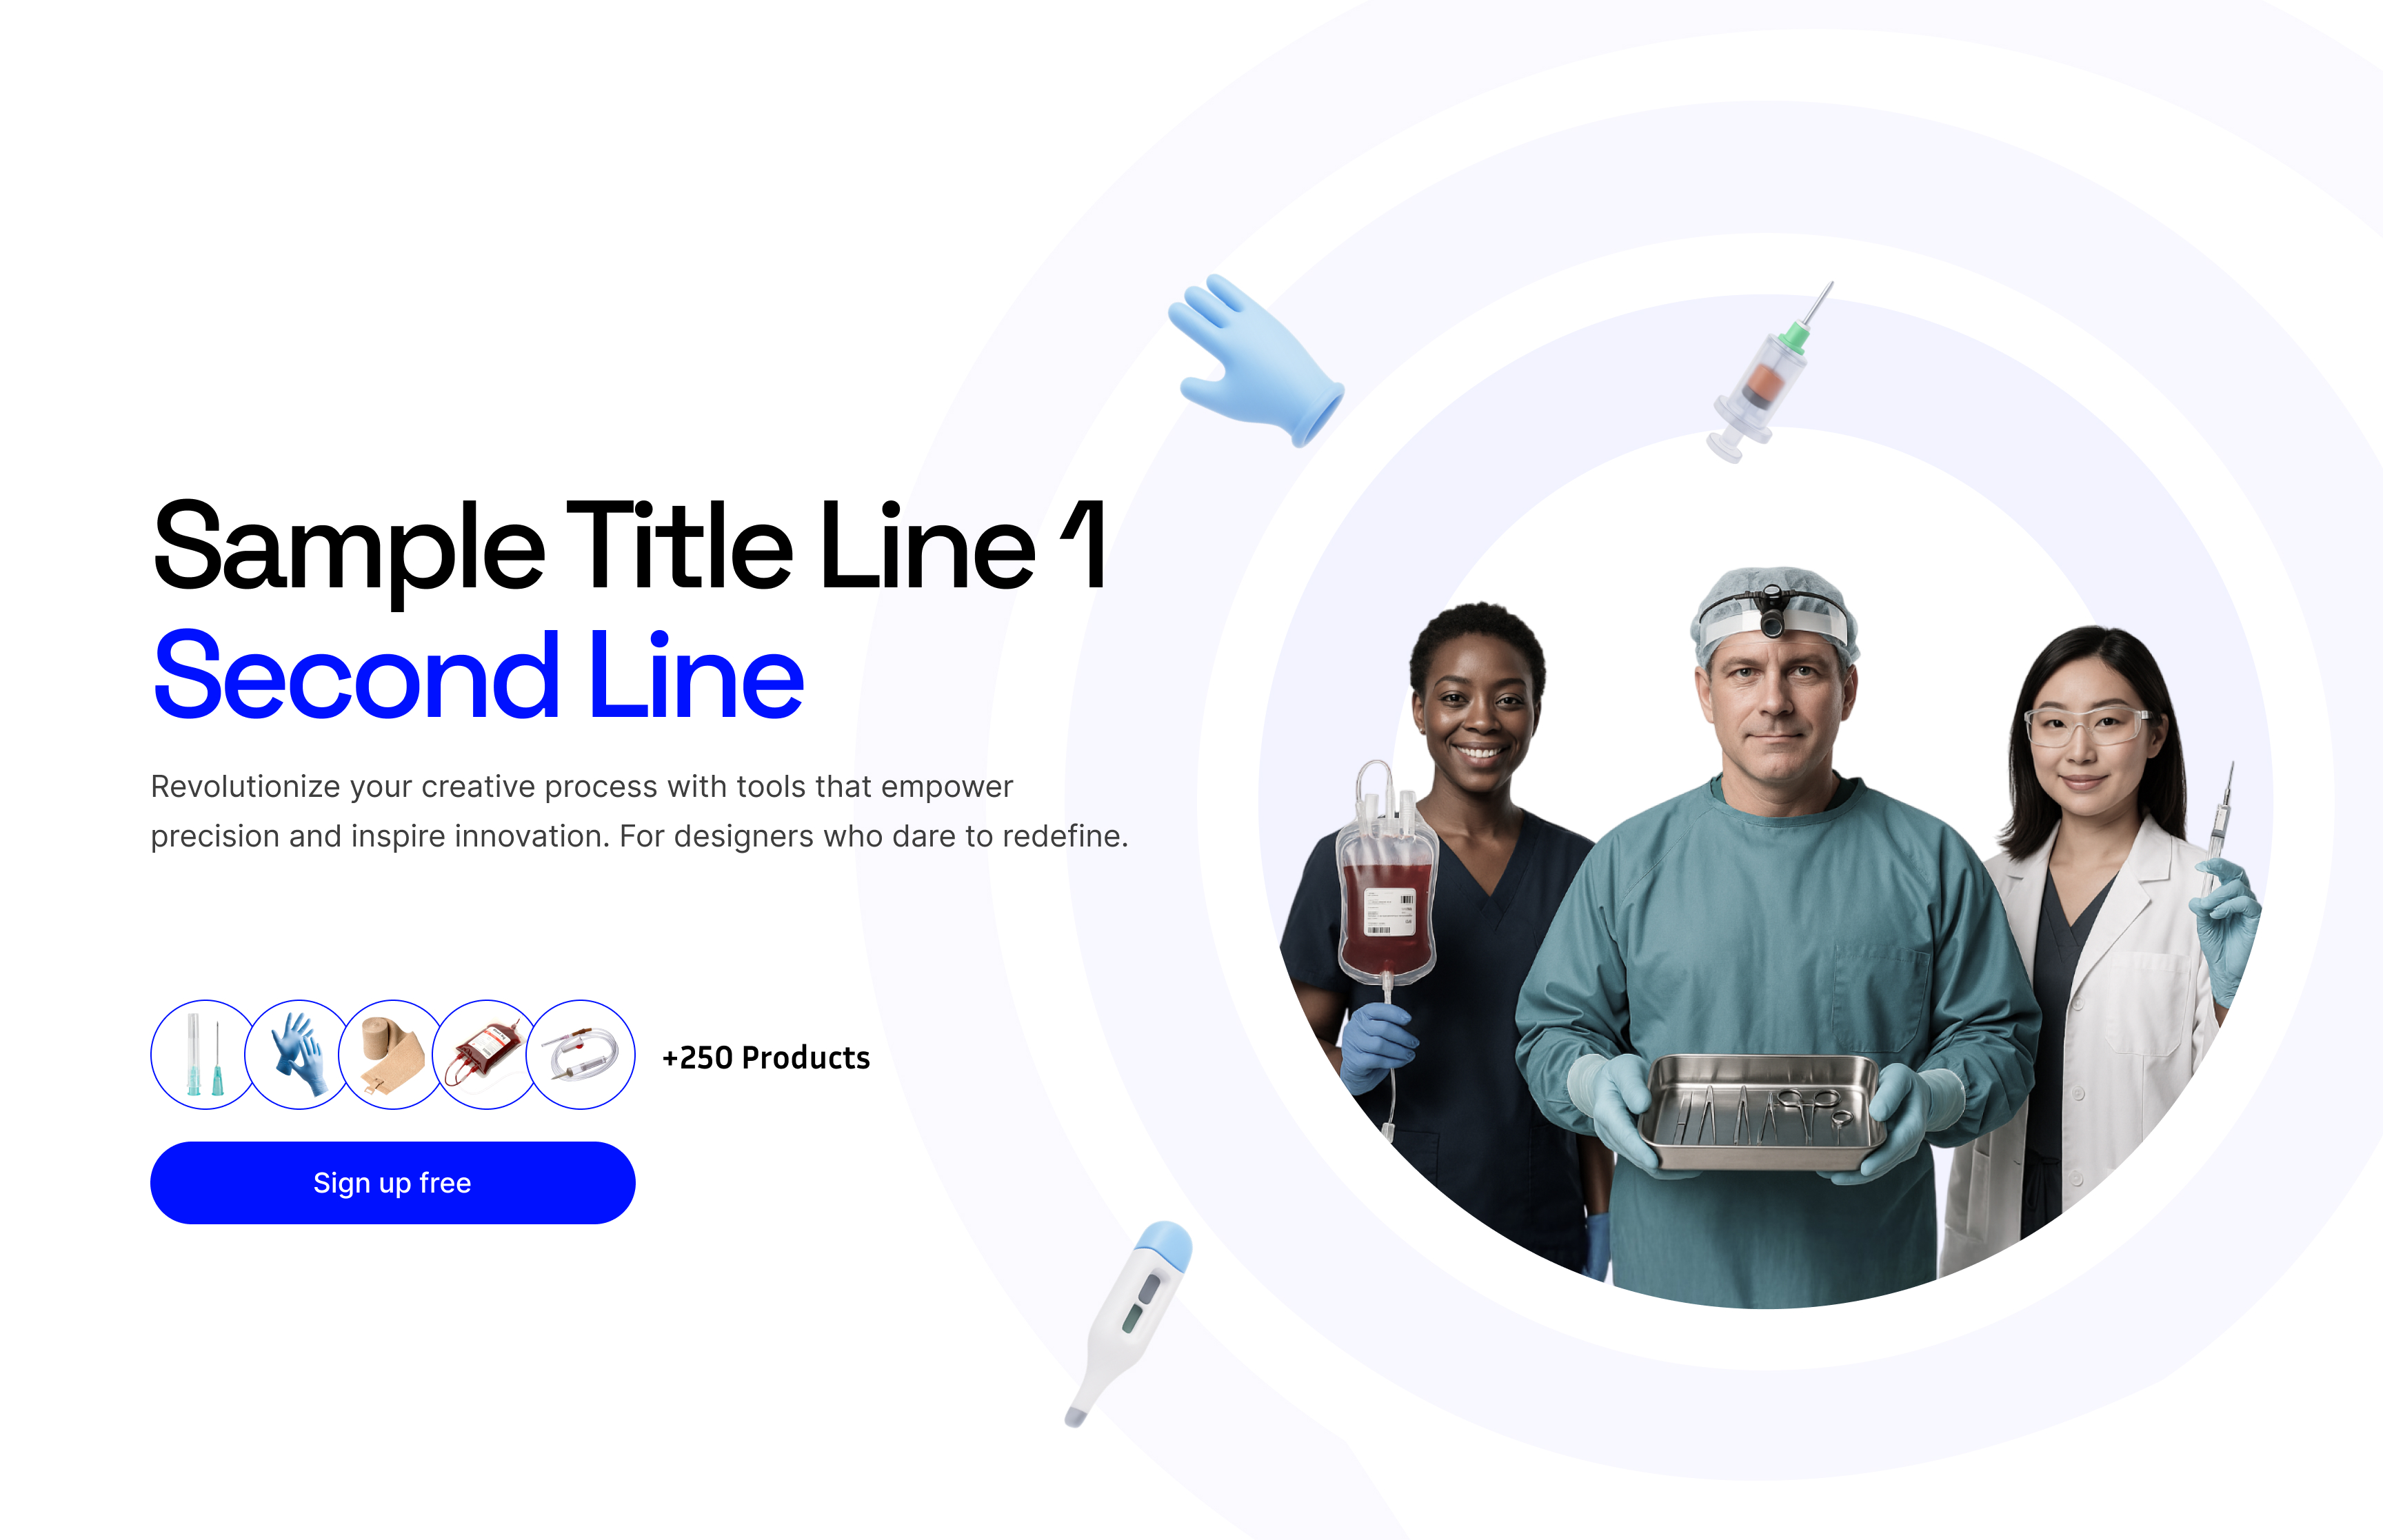 Sample Title Line 1
Second Line
Revolutionize your creative process with tools that empower
precision and inspire innovation. For designers who dare to redefine.
+250 Products
Sign up free